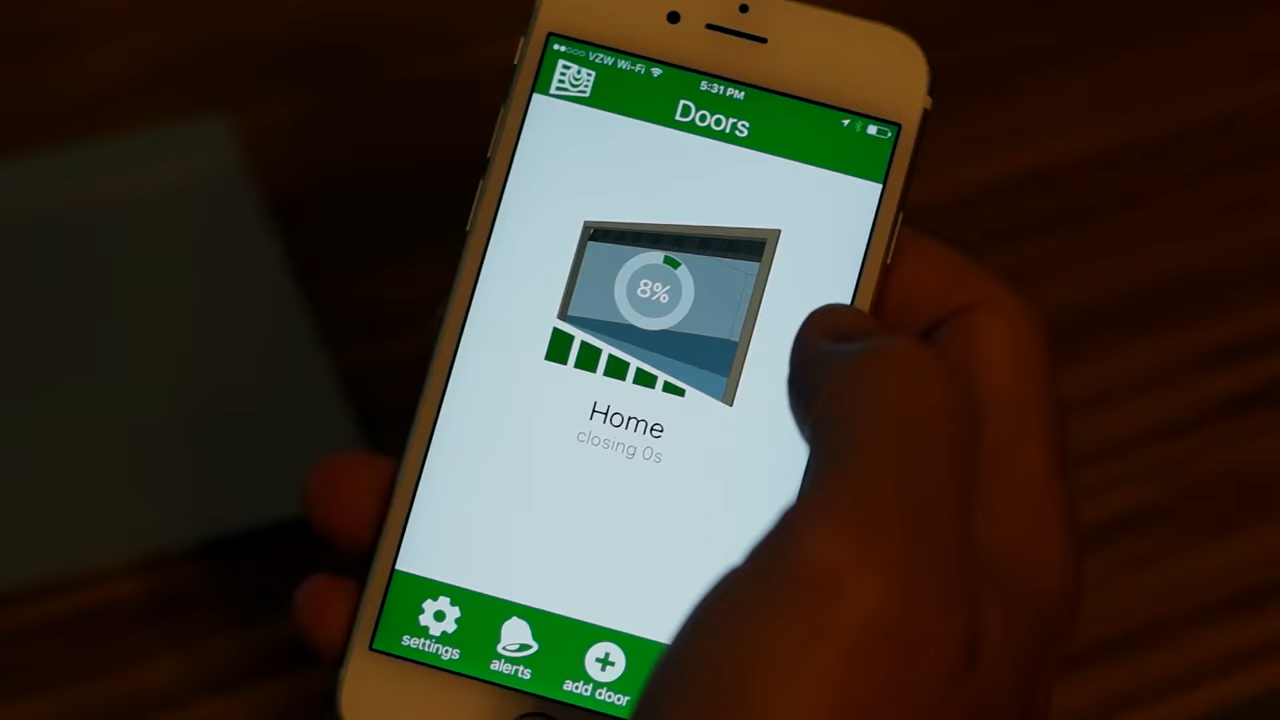 VZW Wi-Fi
5:31 PM
Doors
8%
Home
closing 0s
settings
alerts
add door